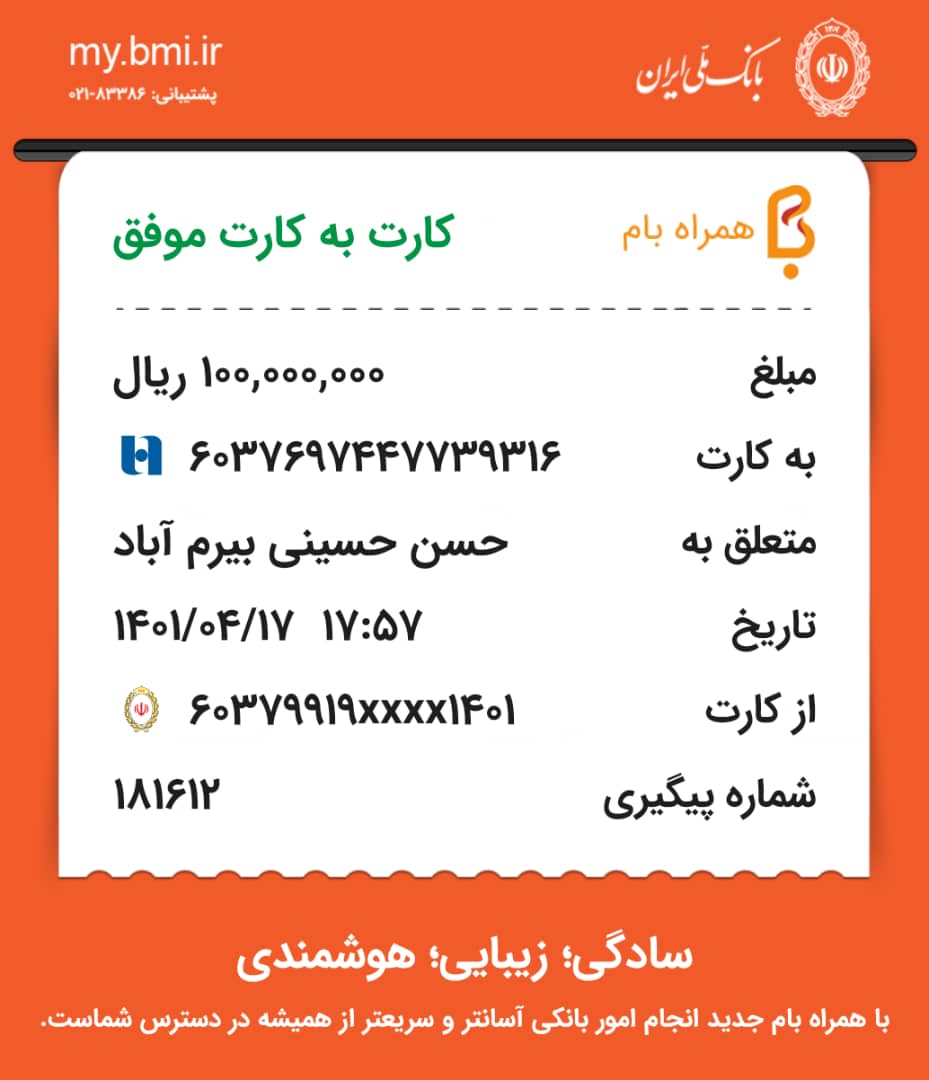 بانک ملّی ایران
my.bmi.ir
پشتیبانی: ۸۳۳۸۶-۰۲۱
همراه بام
کارت به کارت موفق
مبلغ ۱۰۰,۰۰۰,۰۰۰ ریال
به کارت ۶۰۳۷۶۹۷۴۴۷۷۳۹۳۱۶
متعلق به حسن حسینی بیرم آباد
تاریخ ۱۴۰۱/۰۴/۱۷ ۱۷:۵۷
از کارت ۶۰۳۷۹۹۱۹xxxx۱۴۰۱
شماره پیگیری ۱۸۱۶۱۲
سادگی؛ زیبایی؛ هوشمندی
با همراه بام جدید انجام امور بانکی آسانتر و سریعتر از همیشه در دسترس شماست.